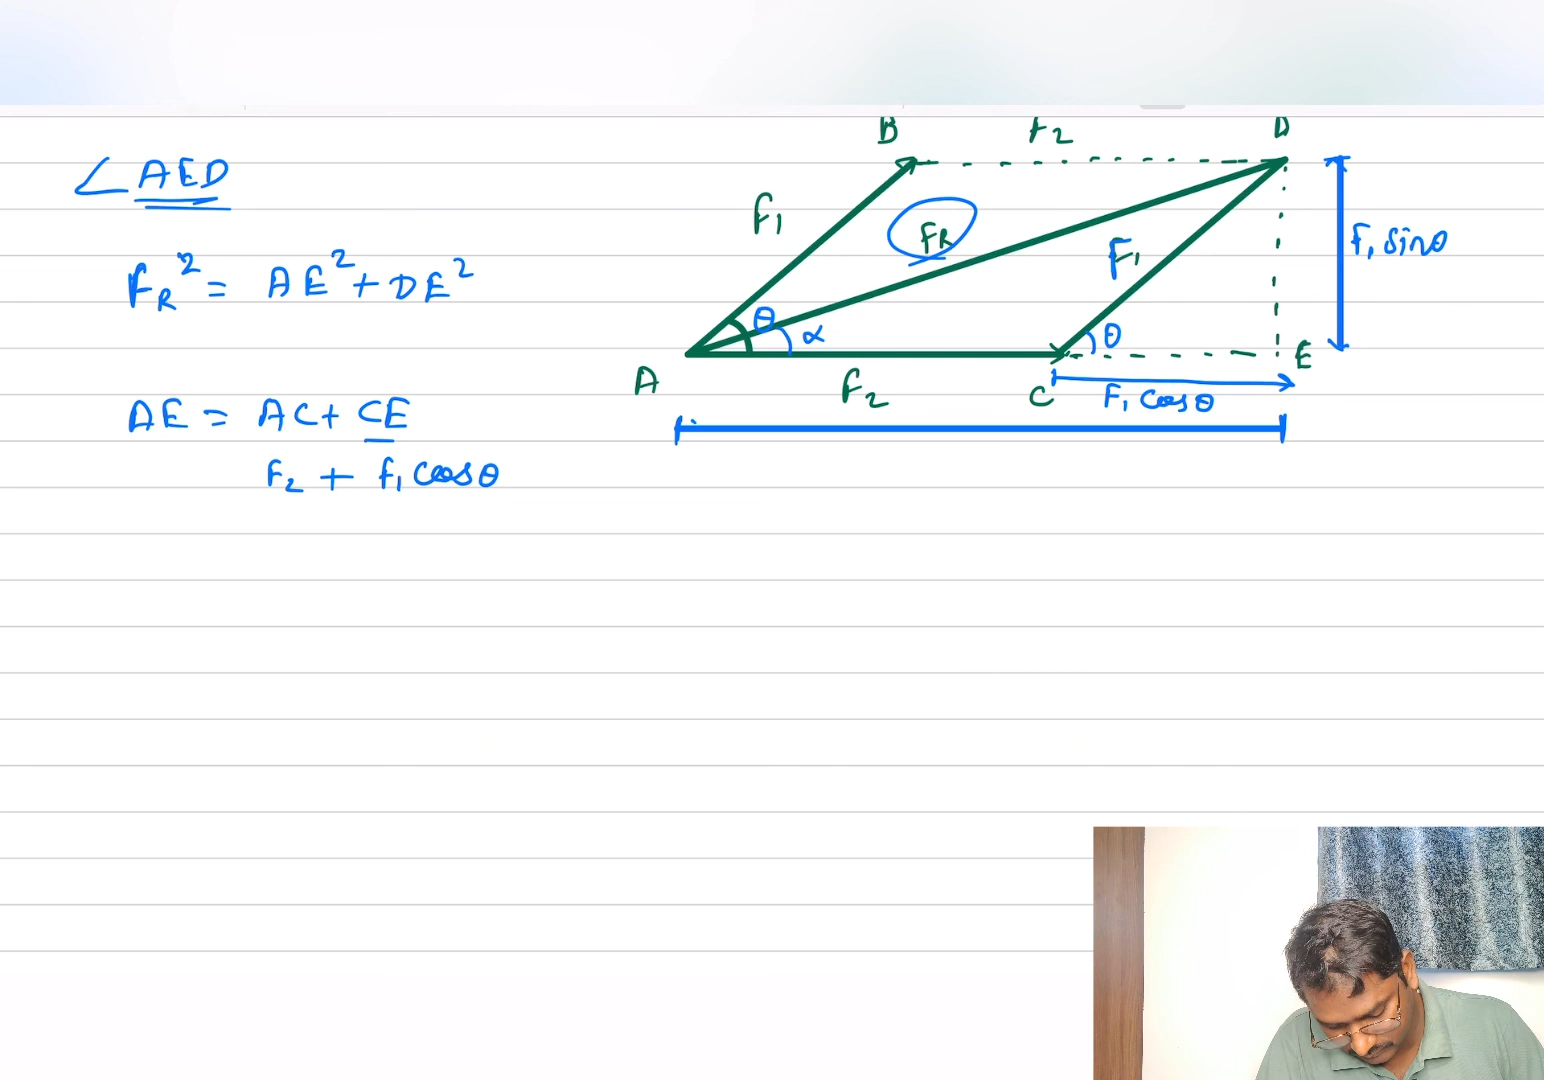 ∠AED
F_R² = AE² + DE²
AE = AC + CE
F₂ + F₁ cosθ
B
F₂
D
F₁
F_R
F₁
F₁ sinθ
θ
α
θ
A
F₂
C
E
F₁ cosθ